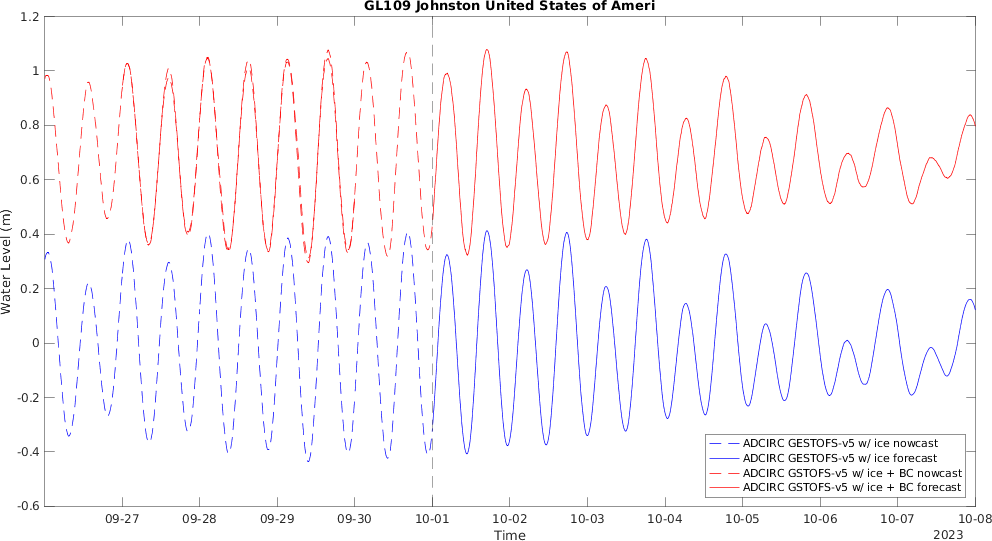 GL109 Johnston United States of Ameri
1.2
1
0.8
0.6
0.4
0.2
0
-0.2
-0.4
-0.6
Water Level (m)
ADCIRC GESTOFS-v5 w/ ice nowcast
ADCIRC GESTOFS-v5 w/ ice forecast
ADCIRC GSTOFS-v5 w/ ice + BC nowcast
ADCIRC GSTOFS-v5 w/ ice + BC forecast
09-27 09-28 09-29 09-30 10-01 10-02 10-03 10-04 10-05 10-06 10-07 10-08
Time
2023